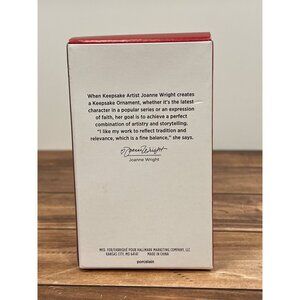 When Keepsake Artist Joanne Wright creates
a Keepsake Ornament, whether it's the latest
character in a popular series or an expression
of faith, her goal is to achieve a perfect
combination of artistry and storytelling.
"I like my work to reflect tradition and
relevance, which is a fine balance," she says.
Joanne Wright
Joanne Wright
MFD. FOR/FABRIQUÉ POUR HALLMARK MARKETING COMPANY, LLC
KANSAS CITY, MO 64141 MADE IN CHINA
porcelain